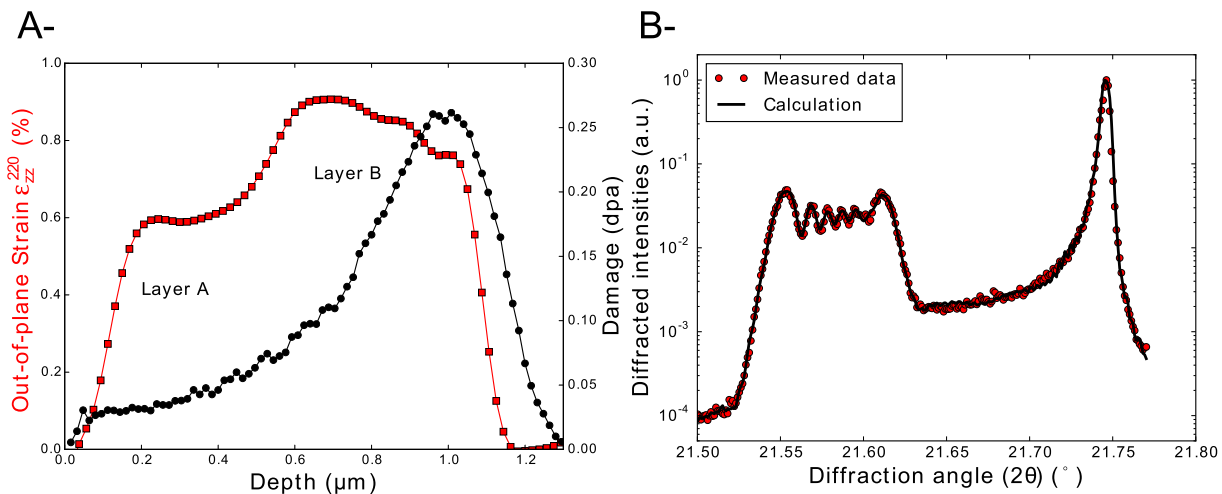 A-
Out-of-plane Strain ε²²⁰zz (%)
1.0
0.8
0.6
0.4
0.2
0.0
Layer A
Layer B
0.30
0.25
0.20
0.15
0.10
0.05
0.00
Damage (dpa)
0.0 0.2 0.4 0.6 0.8 1.0 1.2
Depth (µm)
B-
Diffracted intensities (a.u.)
10⁰
10⁻¹
10⁻²
10⁻³
10⁻⁴
Measured data
Calculation
21.50 21.55 21.60 21.65 21.70 21.75 21.80
Diffraction angle (2θ) (°)